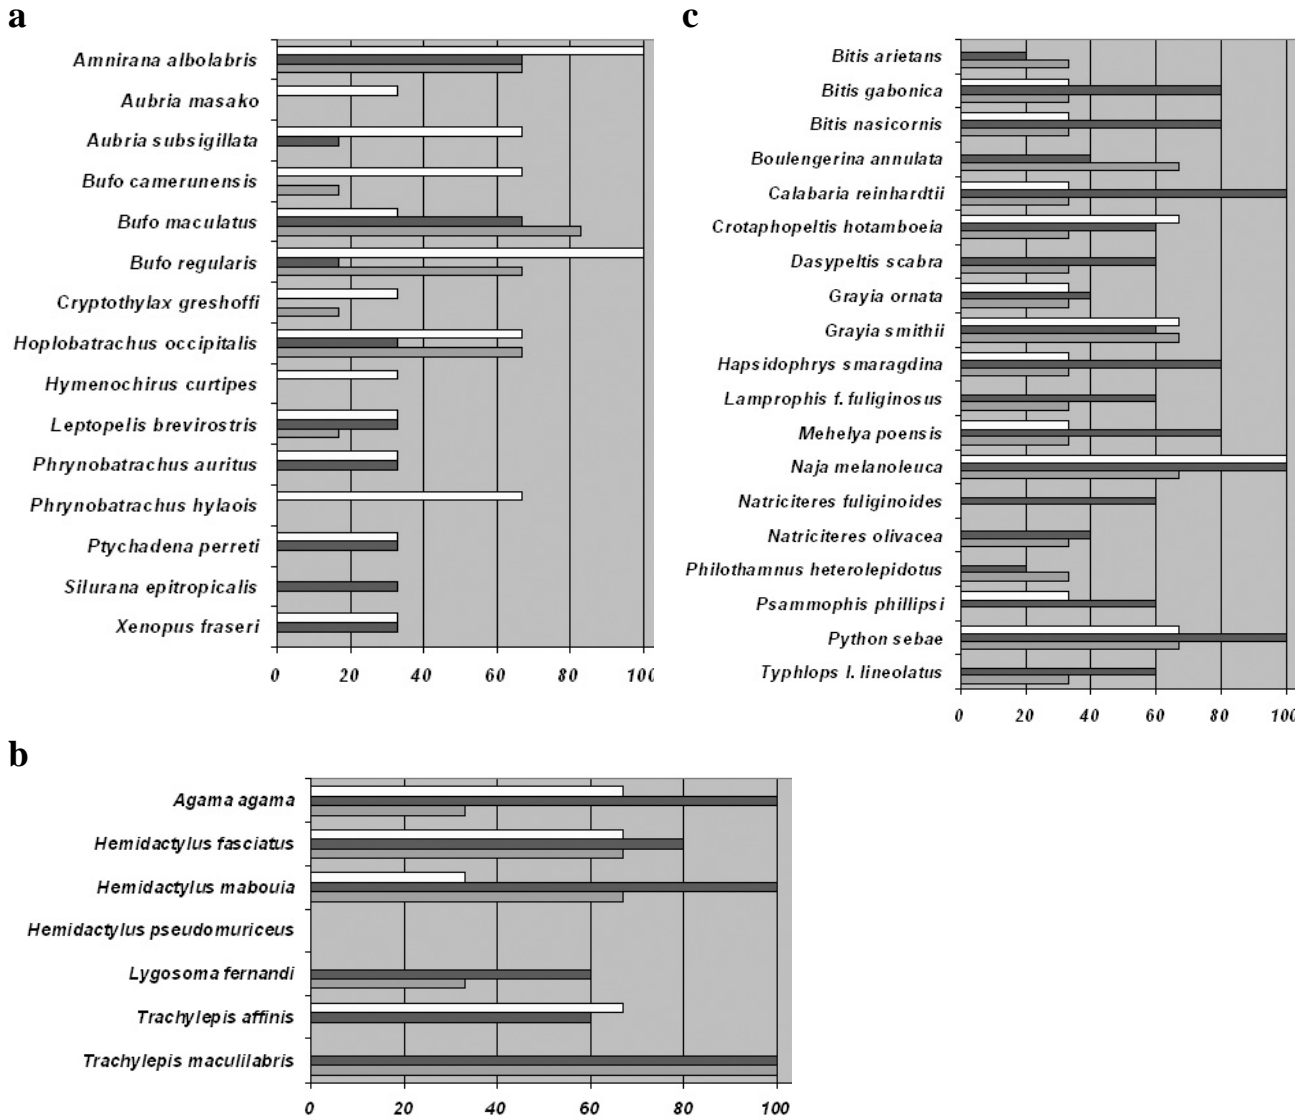 a
Amnirana albolabris
Aubria masako
Aubria subsigillata
Bufo camerunensis
Bufo maculatus
Bufo regularis
Cryptothylax greshoffi
Hoplobatrachus occipitalis
Hymenochirus curtipes
Leptopelis brevirostris
Phrynobatrachus auritus
Phrynobatrachus hylaois
Ptychadena perreti
Silurana epitropicalis
Xenopus fraseri
0 20 40 60 80 100
c
Bitis arietans
Bitis gabonica
Bitis nasicornis
Boulengerina annulata
Calabaria reinhardtii
Crotaphopeltis hotamboeia
Dasypeltis scabra
Grayia ornata
Grayia smithii
Hapsidophrys smaragdina
Lamprophis f. fuliginosus
Mehelya poensis
Naja melanoleuca
Natriciteres fuliginoides
Natriciteres olivacea
Philothamnus heterolepidotus
Psammophis phillipsi
Python sebae
Typhlops l. lineolatus
0 20 40 60 80 100
b
Agama agama
Hemidactylus fasciatus
Hemidactylus mabouia
Hemidactylus pseudomuriceus
Lygosoma fernandi
Trachylepis affinis
Trachylepis maculilabris
0 20 40 60 80 100